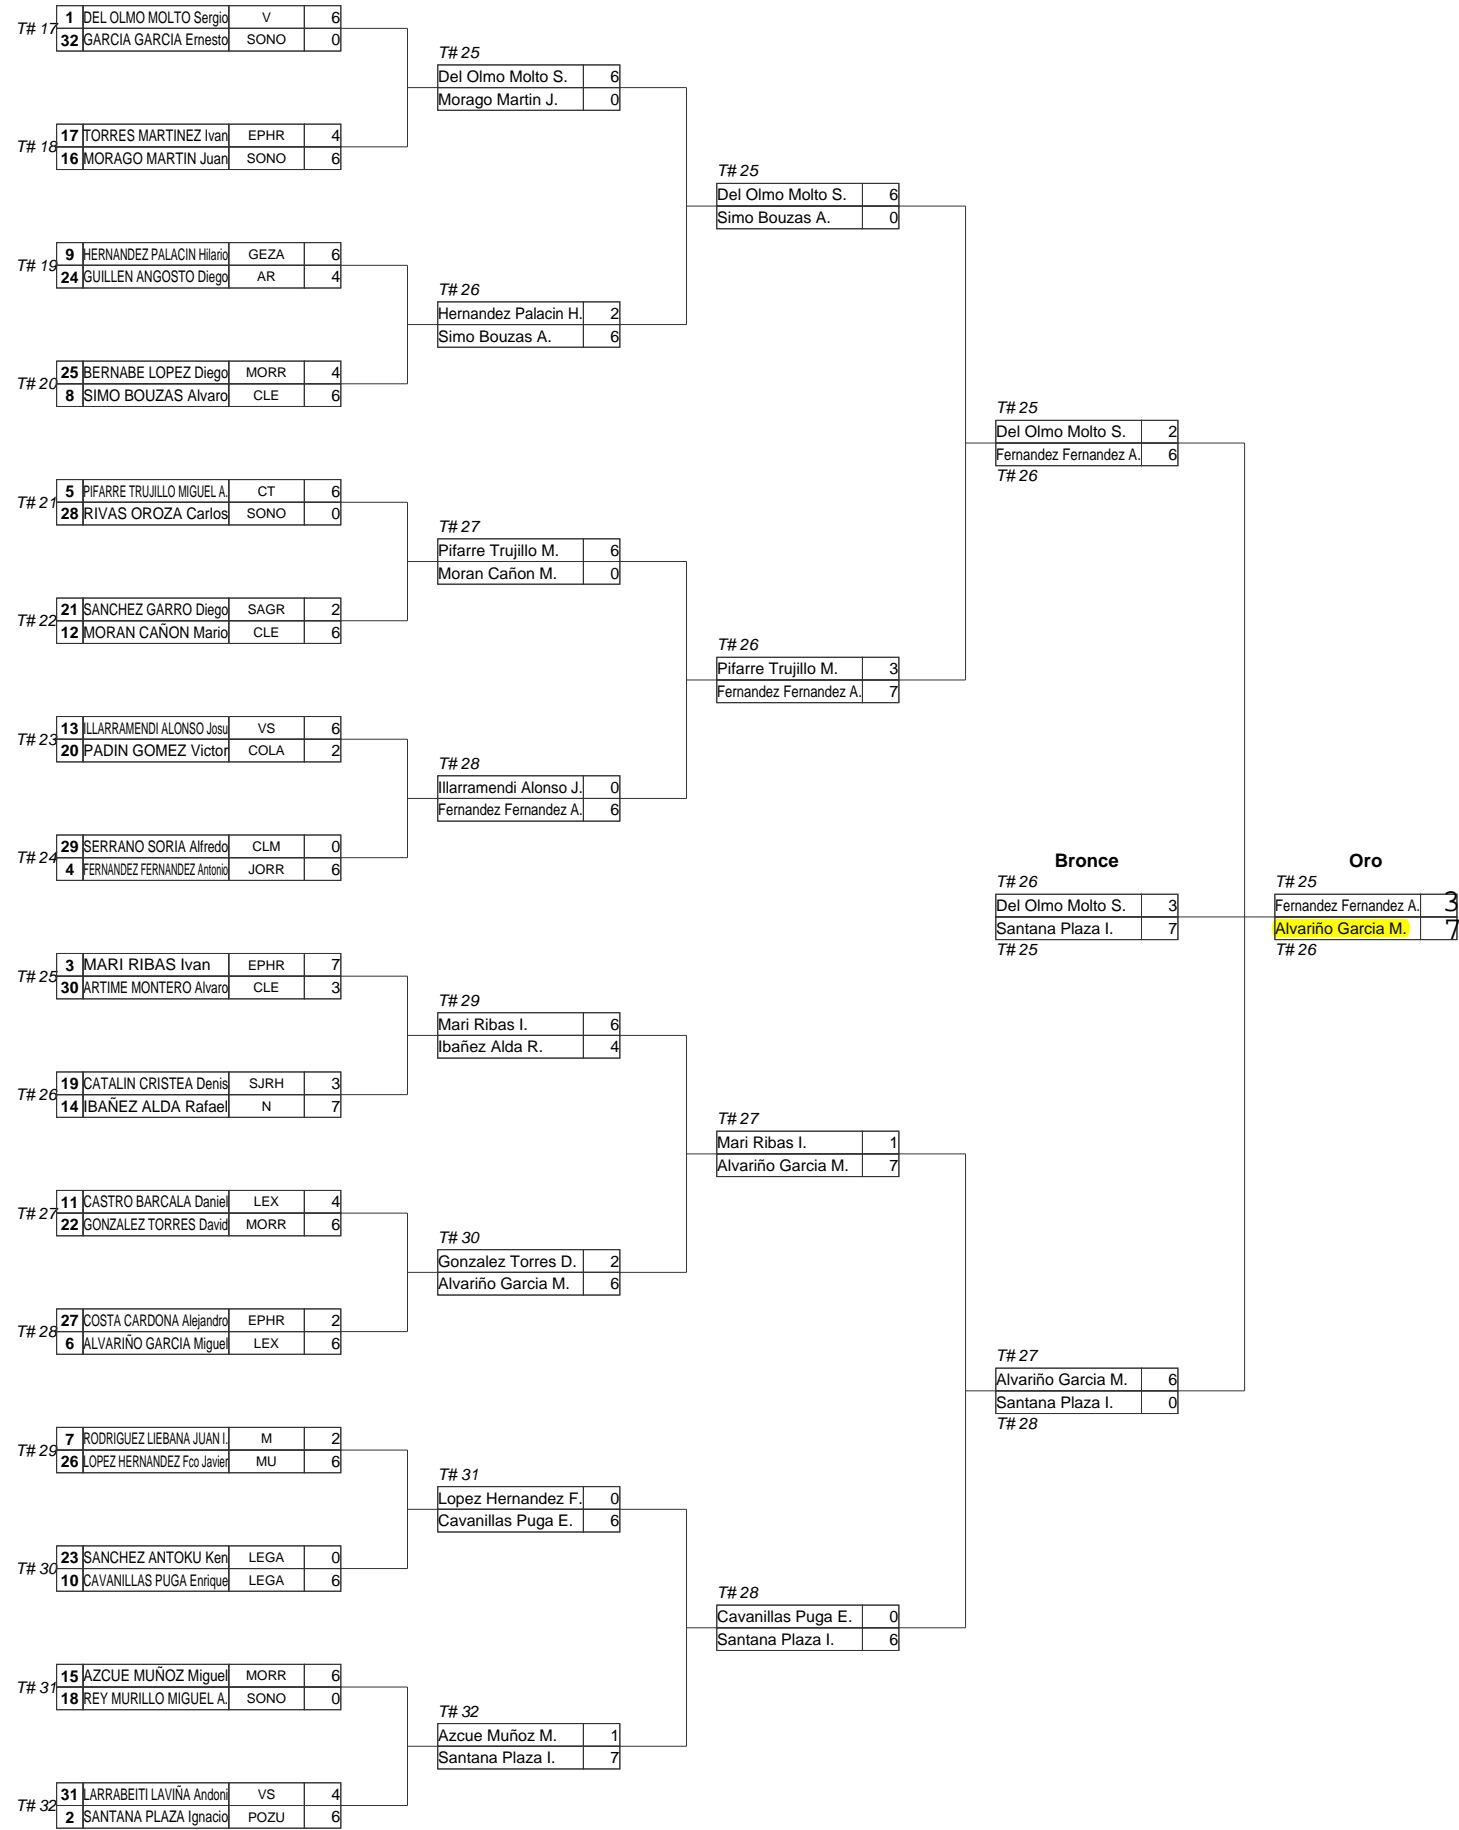 T# 17 1 DEL OLMO MOLTO Sergio V 6
32 GARCIA GARCIA Ernesto SONO 0
T# 18 17 TORRES MARTINEZ Ivan EPHR 4
16 MORAGO MARTIN Juan SONO 6
T# 19 9 HERNANDEZ PALACIN Hilario GEZA 6
24 GUILLEN ANGOSTO Diego AR 4
T# 20 25 BERNABE LOPEZ Diego MORR 4
8 SIMO BOUZAS Alvaro CLE 6
T# 21 5 PIFARRE TRUJILLO MIGUEL A. CT 6
28 RIVAS OROZA Carlos SONO 0
T# 22 21 SANCHEZ GARRO Diego SAGR 2
12 MORAN CAÑON Mario CLE 6
T# 23 13 ILLARRAMENDI ALONSO Josu VS 6
20 PADIN GOMEZ Victor COLA 2
T# 24 29 SERRANO SORIA Alfredo CLM 0
4 FERNANDEZ FERNANDEZ Antonio JORR 6
T# 25 3 MARI RIBAS Ivan EPHR 7
30 ARTIME MONTERO Alvaro CLE 3
T# 26 19 CATALIN CRISTEA Denis SJRH 3
14 IBAÑEZ ALDA Rafael N 7
T# 27 11 CASTRO BARCALA Daniel LEX 4
22 GONZALEZ TORRES David MORR 6
T# 28 27 COSTA CARDONA Alejandro EPHR 2
6 ALVARIÑO GARCIA Miguel LEX 6
T# 29 7 RODRIGUEZ LIEBANA JUAN I. M 2
26 LOPEZ HERNANDEZ Fco Javier MU 6
T# 30 23 SANCHEZ ANTOKU Ken LEGA 0
10 CAVANILLAS PUGA Enrique LEGA 6
T# 31 15 AZCUE MUÑOZ Miguel MORR 6
18 REY MURILLO MIGUEL A. SONO 0
T# 32 31 LARRABEITI LAVIÑA Andoni VS 4
2 SANTANA PLAZA Ignacio POZU 6
T# 25
Del Olmo Molto S. 6
Morago Martin J. 0
T# 26
Hernandez Palacin H. 2
Simo Bouzas A. 6
T# 27
Pifarre Trujillo M. 6
Moran Cañon M. 0
T# 28
Illarramendi Alonso J. 0
Fernandez Fernandez A. 6
T# 29
Mari Ribas I. 6
Ibañez Alda R. 4
T# 30
Gonzalez Torres D. 2
Alvariño Garcia M. 6
T# 31
Lopez Hernandez F. 0
Cavanillas Puga E. 6
T# 32
Azcue Muñoz M. 1
Santana Plaza I. 7
T# 25
Del Olmo Molto S. 6
Simo Bouzas A. 0
T# 26
Pifarre Trujillo M. 3
Fernandez Fernandez A. 7
T# 27
Mari Ribas I. 1
Alvariño Garcia M. 7
T# 28
Cavanillas Puga E. 0
Santana Plaza I. 6
T# 25
Del Olmo Molto S. 2
Fernandez Fernandez A. 6
T# 26
Bronce
T# 26
Del Olmo Molto S. 3
Santana Plaza I. 7
T# 25
T# 27
Alvariño Garcia M. 6
Santana Plaza I. 0
T# 28
Oro
T# 25
Fernandez Fernandez A. 3
Alvariño Garcia M. 7
T# 26